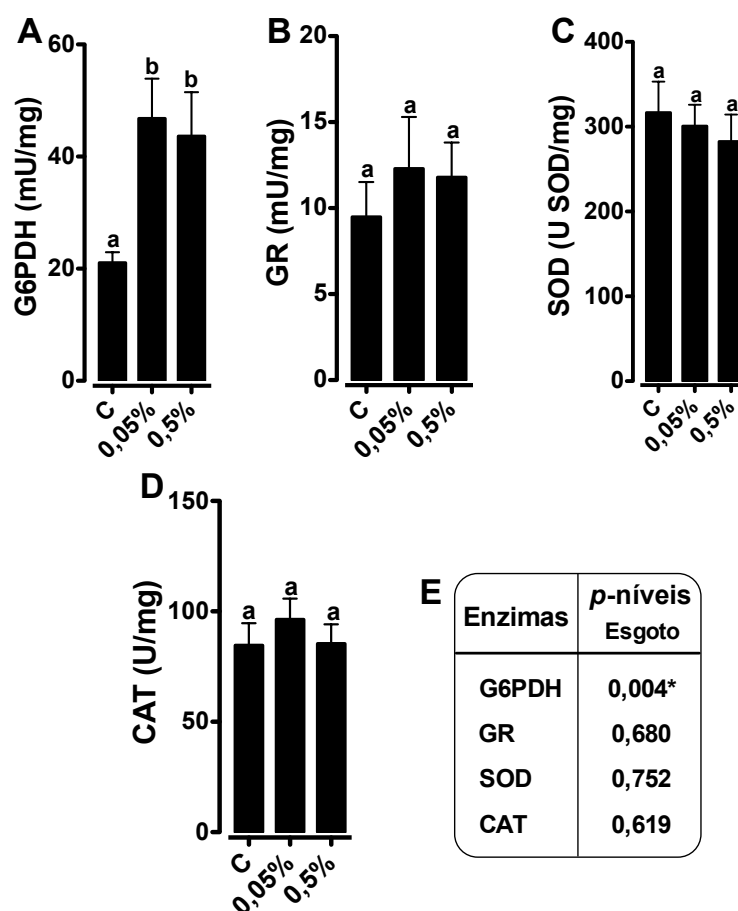 A
G6PDH (mU/mg)
60
40
20
0
a
b
b
C
0,05%
0,5%
B
GR (mU/mg)
20
15
10
5
0
a
a
a
C
0,05%
0,5%
C
SOD (U SOD/mg)
400
300
200
300
0
a
a
a
C
0,05%
0,5%
D
CAT (U/mg)
150
100
50
0
a
a
a
C
0,05%
0,5%
E
Enzimas
p-níveis
Esgoto
G6PDH 0,004*
GR 0,680
SOD 0,752
CAT 0,619